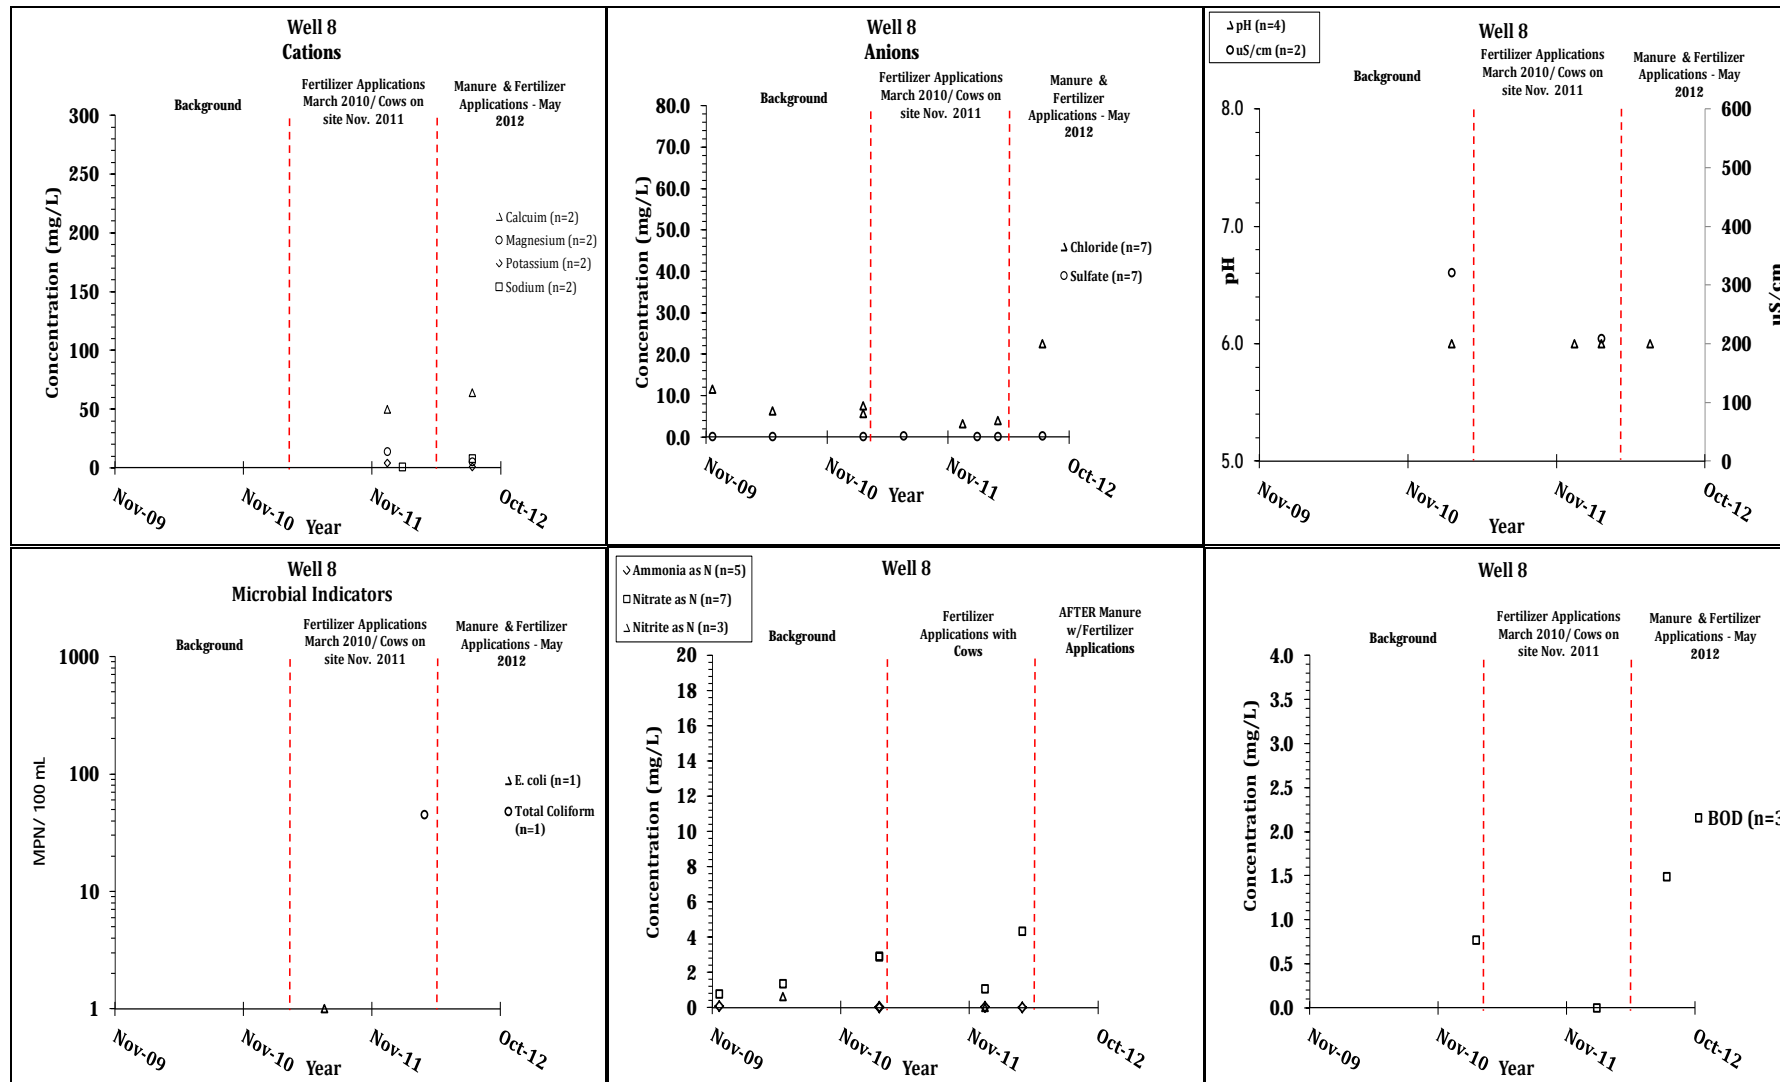 Well 8
Cations
Background
Fertilizer Applications
March 2010/ Cows on
site Nov. 2011
Manure & Fertilizer
Applications - May
2012
Concentration (mg/L)
300
250
200
150
100
50
0
Calcuim (n=2)
Magnesium (n=2)
Potassium (n=2)
Sodium (n=2)
Nov-09
Nov-10
Nov-11
Oct-12
Year
Well 8
Anions
Background
Fertilizer Applications
March 2010/ Cows on
site Nov. 2011
Manure &
Fertilizer
Applications - May
2012
Concentration (mg/L)
80.0
70.0
60.0
50.0
40.0
30.0
20.0
10.0
0.0
Chloride (n=7)
Sulfate (n=7)
Nov-09
Nov-10
Nov-11
Oct-12
Year
pH (n=4)
uS/cm (n=2)
Well 8
Background
Fertilizer Applications
March 2010/ Cows on
site Nov. 2011
Manure & Fertilizer
Applications - May
2012
pH
8.0
7.0
6.0
5.0
600
500
400
300
200
100
0
uS/cm
Nov-09
Nov-10
Nov-11
Oct-12
Year
Well 8
Microbial Indicators
Background
Fertilizer Applications
March 2010/ Cows on
site Nov. 2011
Manure & Fertilizer
Applications - May
2012
MPN/ 100 mL
1000
100
10
1
E. coli (n=1)
Total Coliform
(n=1)
Nov-09
Nov-10
Nov-11
Oct-12
Year
Ammonia as N (n=5)
Nitrate as N (n=7)
Nitrite as N (n=3)
Well 8
Background
Fertilizer
Applications with
Cows
AFTER Manure
w/Fertilizer
Applications
Concentration (mg/L)
20
18
16
14
12
10
8
6
4
2
0
Nov-09
Nov-10
Nov-11
Oct-12
Year
Well 8
Background
Fertilizer Applications
March 2010/ Cows on
site Nov. 2011
Manure & Fertilizer
Applications - May
2012
Concentration (mg/L)
4.0
3.5
3.0
2.5
2.0
1.5
1.0
0.5
0.0
BOD (n=3
Nov-09
Nov-10
Nov-11
Oct-12
Year